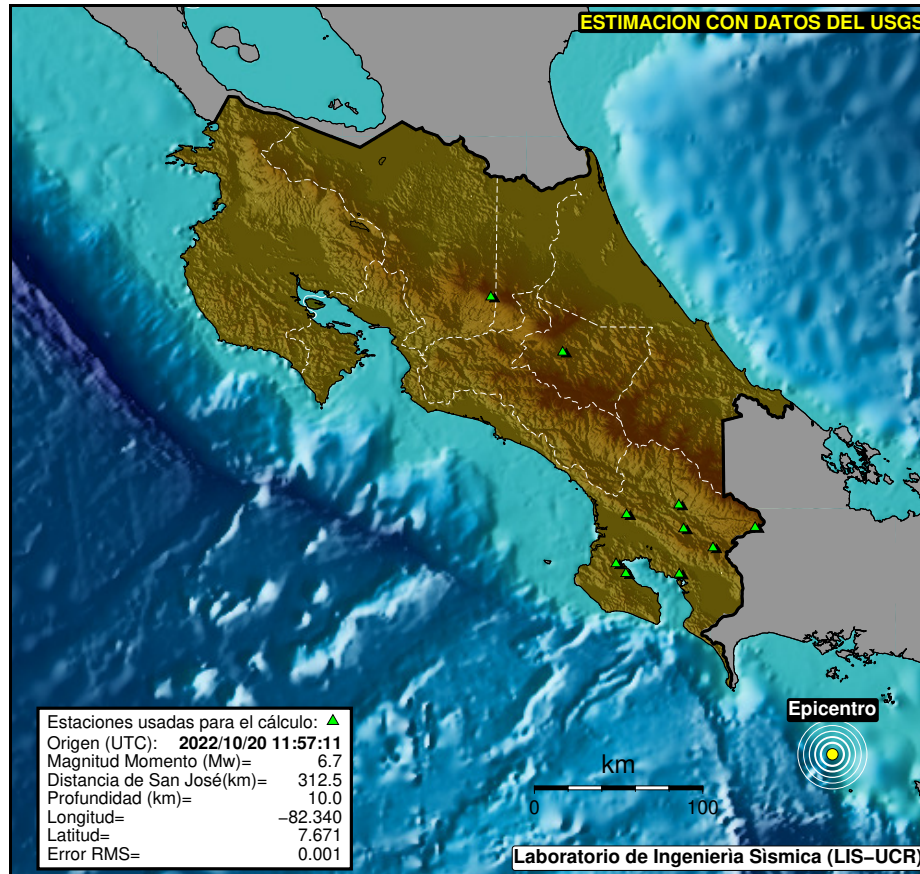 ESTIMACION CON DATOS DEL USGS
Epicentro
km
0 100
Estaciones usadas para el cálculo:
Origen (UTC): 2022/10/20 11:57:11
Magnitud Momento (Mw)= 6.7
Distancia de San José(km)= 312.5
Profundidad (km)= 10.0
Longitud= −82.340
Latitud= 7.671
Error RMS= 0.001
Laboratorio de Ingenierìa Sìsmica (LIS−UCR)